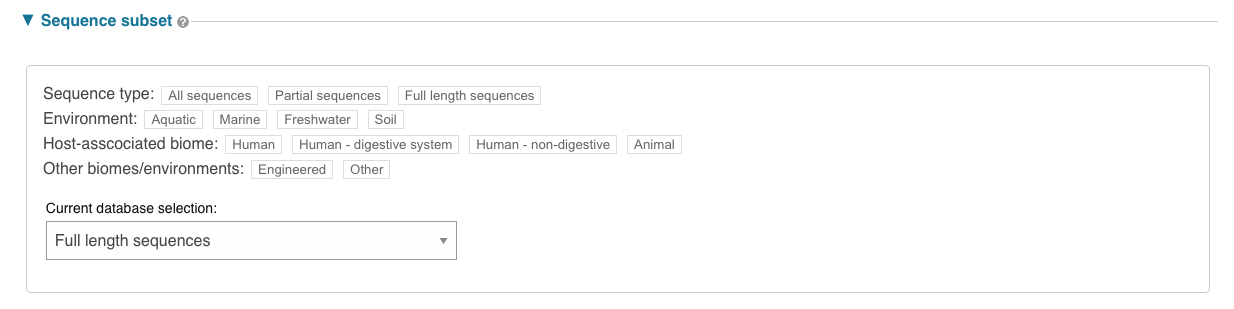 ▼ Sequence subset ?
Sequence type: All sequences Partial sequences Full length sequences
Environment: Aquatic Marine Freshwater Soil
Host-asscociated biome: Human Human - digestive system Human - non-digestive Animal
Other biomes/environments: Engineered Other
Current database selection:
Full length sequences ▼